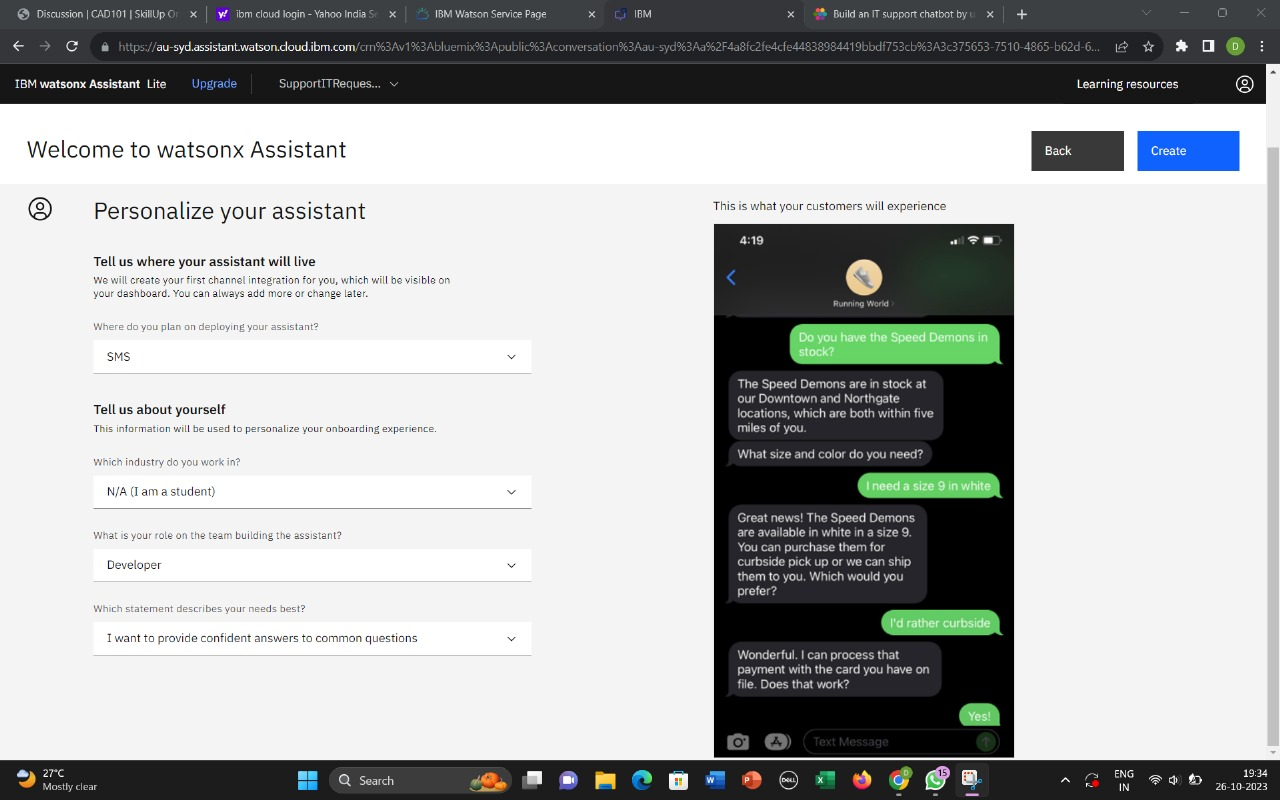 Discussion | CAD101 | SkillUp Or
ibm cloud login - Yahoo India Se
IBM Watson Service Page
IBM
Build an IT support chatbot by u
https://au-syd.assistant.watson.cloud.ibm.com/crn%3Av1%3Abluemix%3Apublic%3Aconversation%3Aau-syd%3Aa%2F4a8fc2fe4cfe44838984419bbdf753cb%3A3c375653-7510-4865-b62d-6...
D
IBM watsonx Assistant Lite
Upgrade
SupportITReques...
Learning resources
Welcome to watsonx Assistant
Back
Create
Personalize your assistant
Tell us where your assistant will live
We will create your first channel integration for you, which will be visible on
your dashboard. You can always add more or change later.
Where do you plan on deploying your assistant?
SMS
Tell us about yourself
This information will be used to personalize your onboarding experience.
Which industry do you work in?
N/A (I am a student)
What is your role on the team building the assistant?
Developer
Which statement describes your needs best?
I want to provide confident answers to common questions
This is what your customers will experience
4:19
Running World
Do you have the Speed Demons in
stock?
The Speed Demons are in stock at
our Downtown and Northgate
locations, which are both within five
miles of you.
What size and color do you need?
I need a size 9 in white
Great news! The Speed Demons
are available in white in a size 9.
You can purchase them for
curbside pick up or we can ship
them to you. Which would you
prefer?
I'd rather curbside
Wonderful. I can process that
payment with the card you have on
file. Does that work?
Yes!
Text Message
27°C
Mostly clear
Search
DELL
D
15
ENG
IN
19:34
26-10-2023